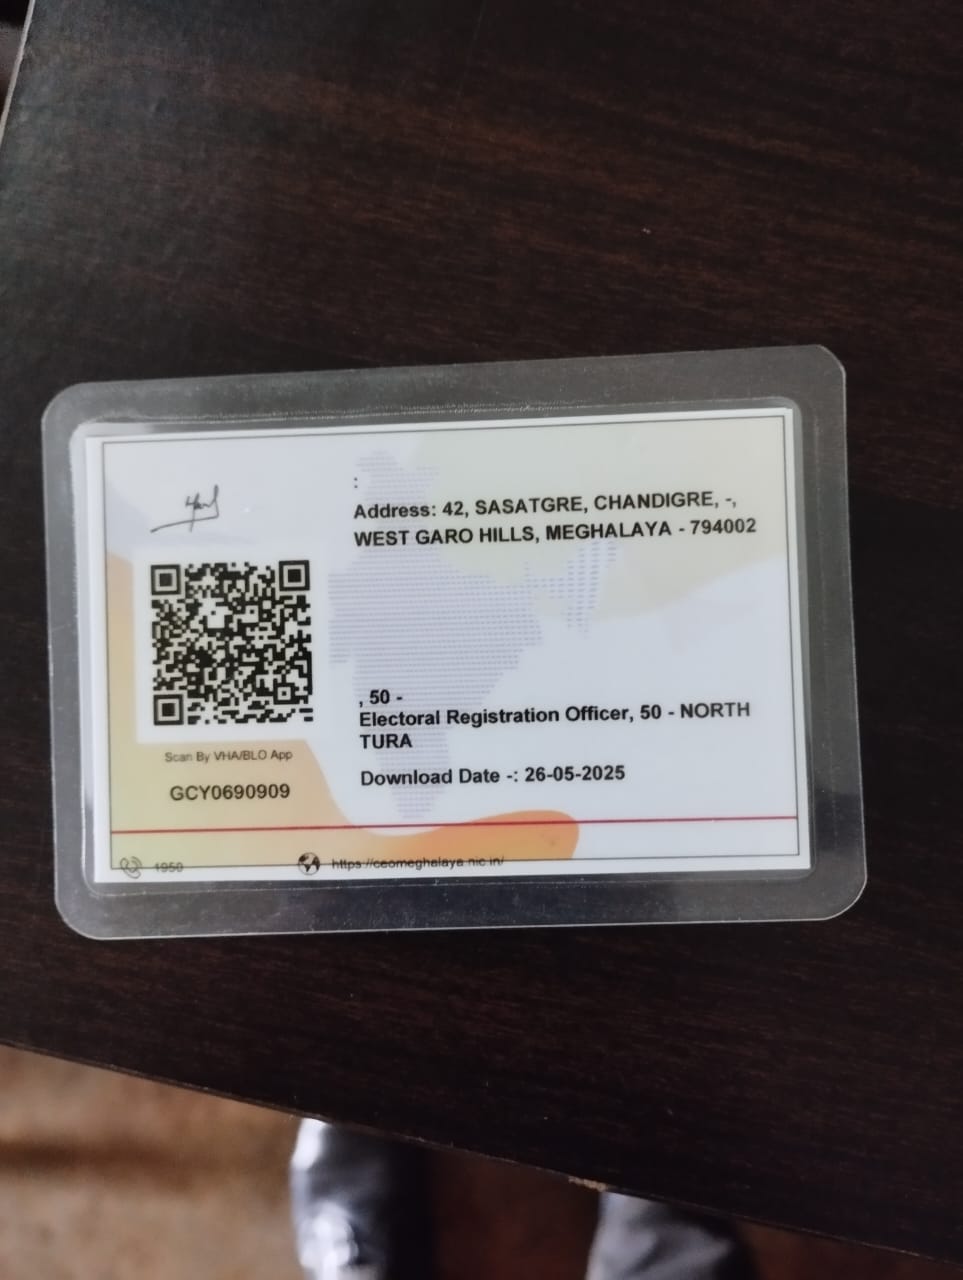 :
Address: 42, SASATGRE, CHANDIGRE, -,
WEST GARO HILLS, MEGHALAYA - 794002
, 50 -
Electoral Registration Officer, 50 - NORTH
TURA
Download Date -: 26-05-2025
Scan By VHA/BLO App
GCY0690909
1950
https://ceomeghalaya.nic.in/